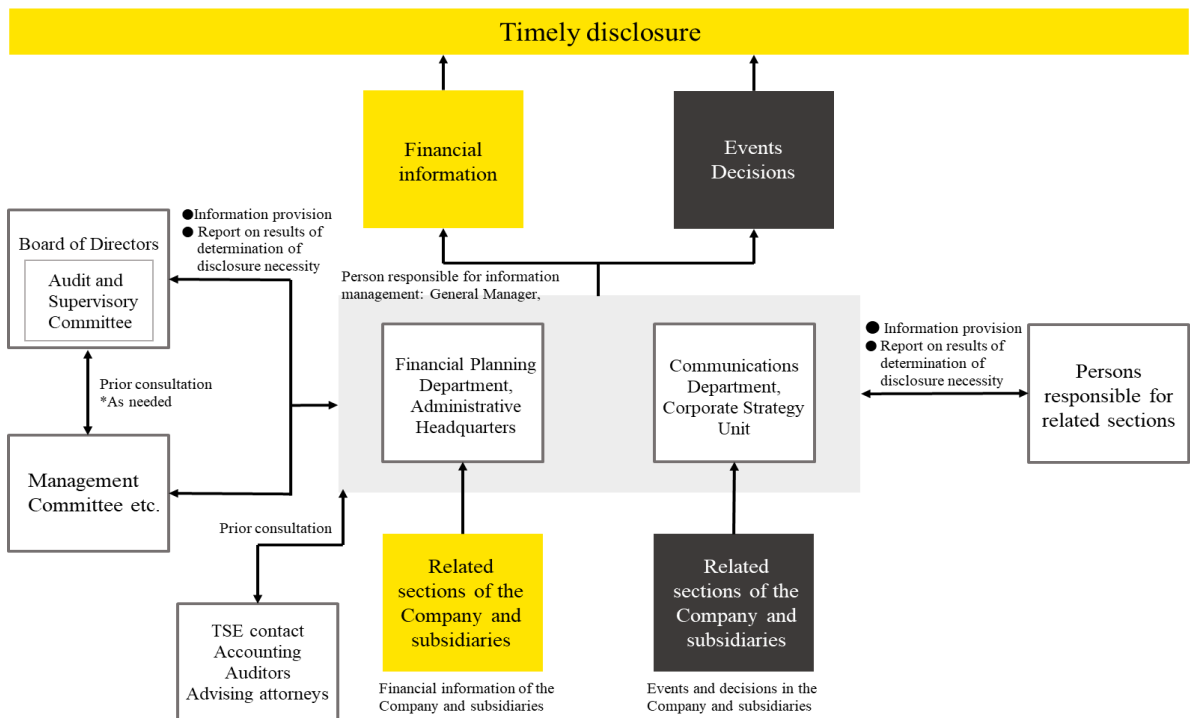 Timely disclosure
Financial
information
Events
Decisions
●Information provision
● Report on results of
determination of
disclosure necessity
Board of Directors
Audit and
Supervisory
Committee
Person responsible for information
management: General Manager,
Prior consultation
*As needed
Financial Planning
Department,
Administrative
Headquarters
Communications
Department,
Corporate Strategy
Unit
● Information provision
● Report on results of
determination of
disclosure necessity
Persons
responsible for
related sections
Management
Committee etc.
Prior consultation
TSE contact
Accounting
Auditors
Advising attorneys
Related
sections of the
Company and
subsidiaries
Financial information of the
Company and subsidiaries
Related
sections of the
Company and
subsidiaries
Events and decisions in the
Company and subsidiaries